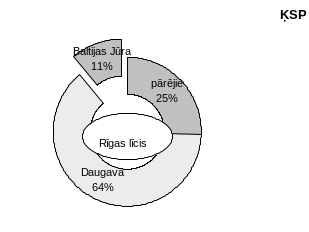 ĶSP
Baltijas Jūra
11%
pārējie
25%
Rīgas līcis
Daugava
64%